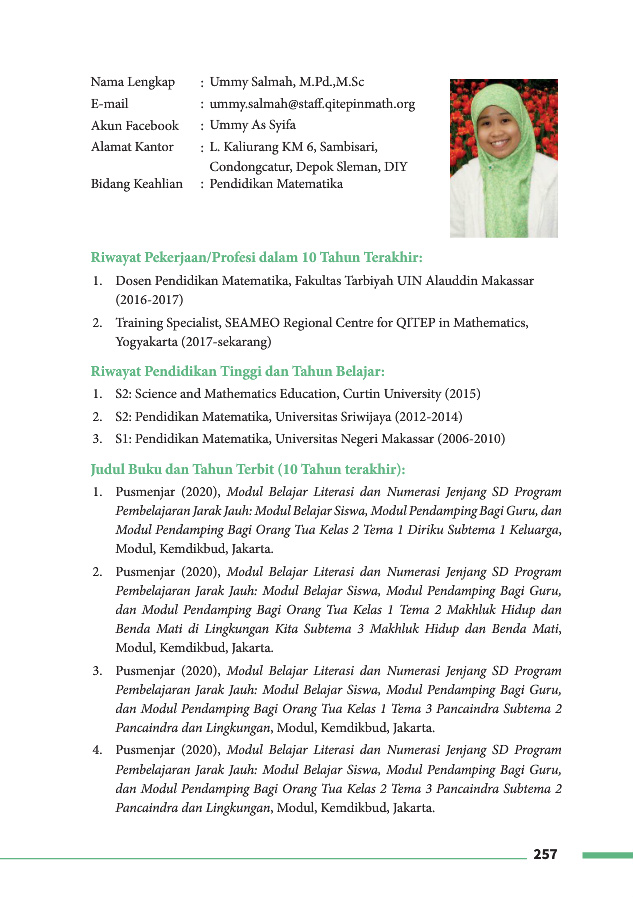 Nama Lengkap : Ummy Salmah, M.Pd.,M.Sc
E-mail : ummy.salmah@staff.qitepinmath.org
Akun Facebook : Ummy As Syifa
Alamat Kantor : L. Kaliurang KM 6, Sambisari,
Condongcatur, Depok Sleman, DIY
Bidang Keahlian : Pendidikan Matematika
Riwayat Pekerjaan/Profesi dalam 10 Tahun Terakhir:
1. Dosen Pendidikan Matematika, Fakultas Tarbiyah UIN Alauddin Makassar
(2016-2017)
2. Training Specialist, SEAMEO Regional Centre for QITEP in Mathematics,
Yogyakarta (2017-sekarang)
Riwayat Pendidikan Tinggi dan Tahun Belajar:
1. S2: Science and Mathematics Education, Curtin University (2015)
2. S2: Pendidikan Matematika, Universitas Sriwijaya (2012-2014)
3. S1: Pendidikan Matematika, Universitas Negeri Makassar (2006-2010)
Judul Buku dan Tahun Terbit (10 Tahun terakhir):
1. Pusmenjar (2020), Modul Belajar Literasi dan Numerasi Jenjang SD Program
Pembelajaran Jarak Jauh: Modul Belajar Siswa, Modul Pendamping Bagi Guru, dan
Modul Pendamping Bagi Orang Tua Kelas 2 Tema 1 Diriku Subtema 1 Keluarga,
Modul, Kemdikbud, Jakarta.
2. Pusmenjar (2020), Modul Belajar Literasi dan Numerasi Jenjang SD Program
Pembelajaran Jarak Jauh: Modul Belajar Siswa, Modul Pendamping Bagi Guru,
dan Modul Pendamping Bagi Orang Tua Kelas 1 Tema 2 Makhluk Hidup dan
Benda Mati di Lingkungan Kita Subtema 3 Makhluk Hidup dan Benda Mati,
Modul, Kemdikbud, Jakarta.
3. Pusmenjar (2020), Modul Belajar Literasi dan Numerasi Jenjang SD Program
Pembelajaran Jarak Jauh: Modul Belajar Siswa, Modul Pendamping Bagi Guru,
dan Modul Pendamping Bagi Orang Tua Kelas 1 Tema 3 Pancaindra Subtema 2
Pancaindra dan Lingkungan, Modul, Kemdikbud, Jakarta.
4. Pusmenjar (2020), Modul Belajar Literasi dan Numerasi Jenjang SD Program
Pembelajaran Jarak Jauh: Modul Belajar Siswa, Modul Pendamping Bagi Guru,
dan Modul Pendamping Bagi Orang Tua Kelas 2 Tema 3 Pancaindra Subtema 2
Pancaindra dan Lingkungan, Modul, Kemdikbud, Jakarta.
257